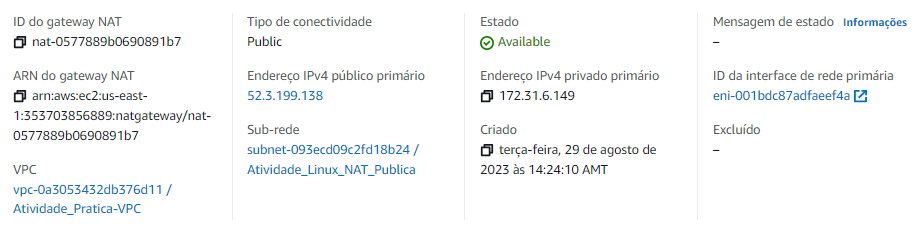 ID do gateway NAT
nat-0577889b0690891b7
ARN do gateway NAT
arn:aws:ec2:us-east-
1:353703856889:natgateway/nat-
0577889b0690891b7
VPC
vpc-0a3053432db376d11 /
Atividade_Pratica-VPC
Tipo de conectividade
Public
Endereço IPv4 público primário
52.3.199.138
Sub-rede
subnet-093ecd09c2fd18b24 /
Atividade_Linux_NAT_Publica
Estado
Available
Endereço IPv4 privado primário
172.31.6.149
Criado
terça-feira, 29 de agosto de
2023 às 14:24:10 AMT
Mensagem de estado Informações
–
ID da interface de rede primária
eni-001bdc87adfaeef4a
Excluído
–